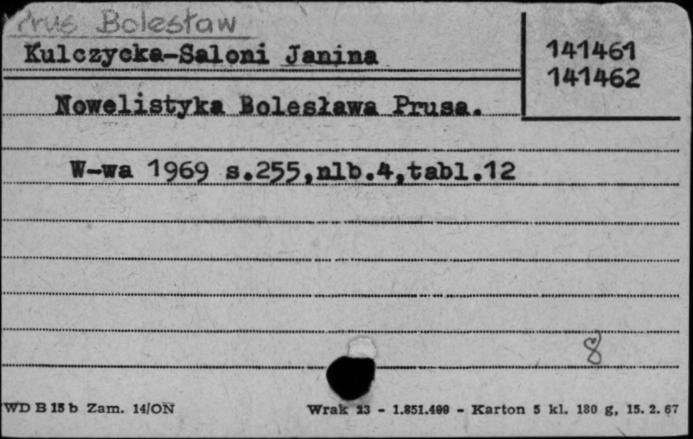 Prus Bolesław
Kulczycka-Saloni Janina
141461
141462
Nowelistyka Bolesława Prusa.
W-wa 1969 s.255,nlb.4,tabl.12
8
WD B 15 b Zam. 14/ON
Wrak 23 - 1.851.400 - Karton 5 kl. 180 g, 15. 2. 67